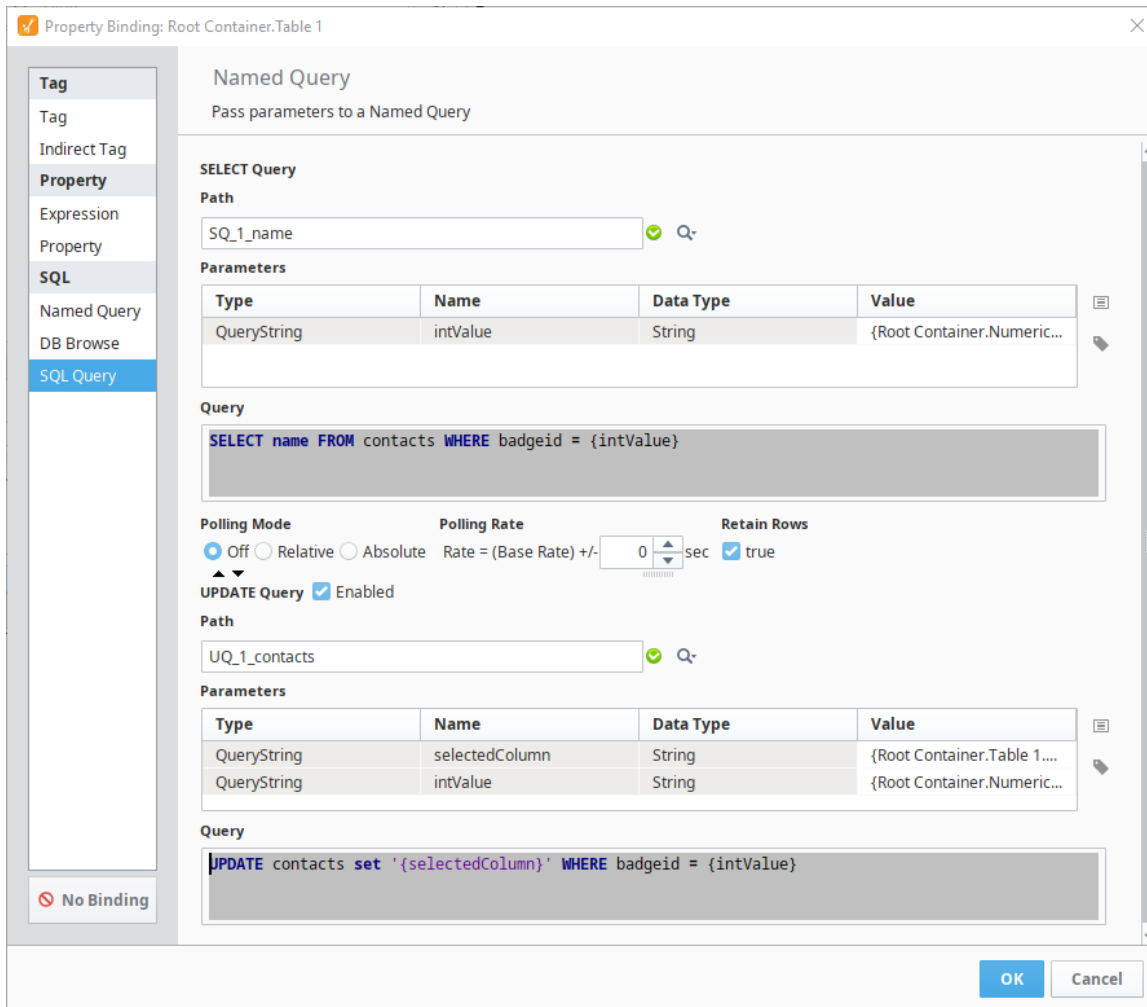 Property Binding: Root Container.Table 1
Tag
Tag
Indirect Tag
Property
Expression
Property
SQL
Named Query
DB Browse
SQL Query
No Binding
Named Query
Pass parameters to a Named Query
SELECT Query
Path
SQ_1_name
Parameters
Type Name Data Type Value
QueryString intValue String {Root Container.Numeric...
Query
SELECT name FROM contacts WHERE badgeid = {intValue}
Polling Mode Polling Rate Retain Rows
Off Relative Absolute Rate = (Base Rate) +/- 0 sec true
UPDATE Query Enabled
Path
UQ_1_contacts
Parameters
Type Name Data Type Value
QueryString selectedColumn String {Root Container.Table 1....
QueryString intValue String {Root Container.Numeric...
Query
UPDATE contacts set '{selectedColumn}' WHERE badgeid = {intValue}
OK Cancel